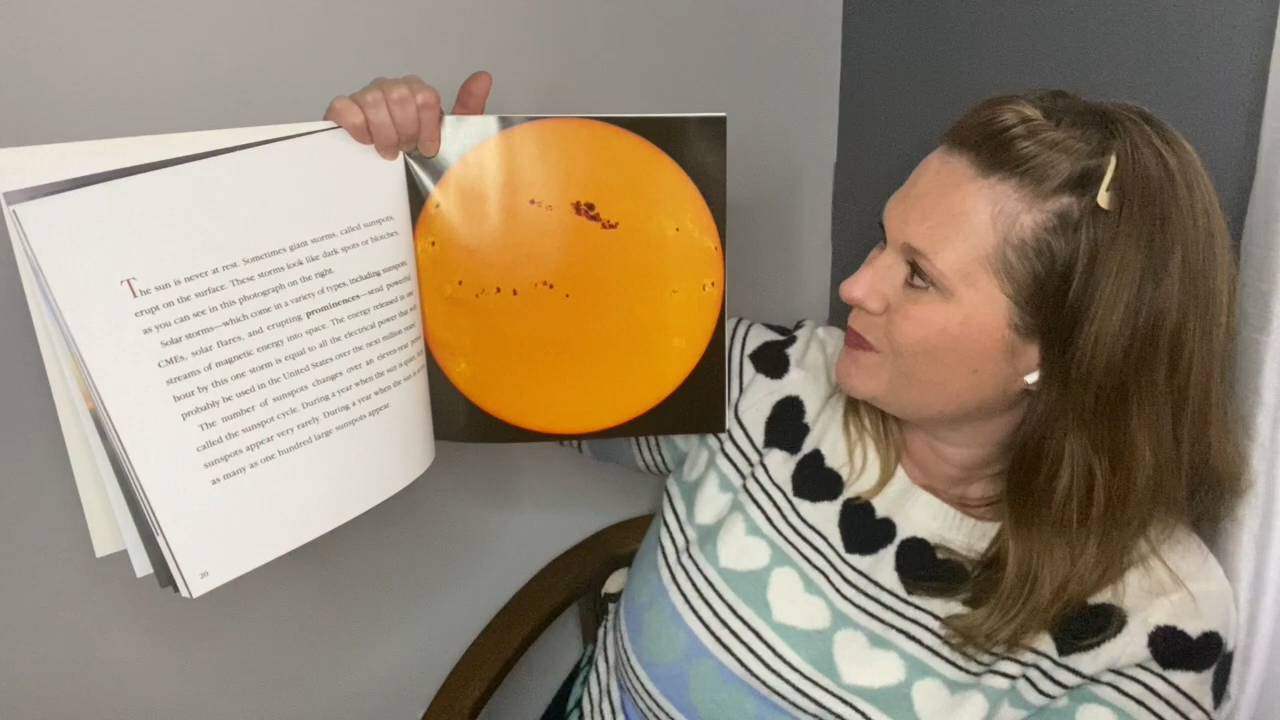 The sun is never at rest. Sometimes giant storms, called sunspots,
erupt on the surface. These storms look like dark spots or blotches,
as you can see in this photograph on the right.
Solar storms—which come in a variety of types, including sunspots,
CMEs, solar flares, and erupting prominences—send powerful
streams of magnetic energy into space. The energy released in one
hour by this one storm is equal to all the electrical power that will
probably be used in the United States over the next million years!
The number of sunspots changes over an eleven-year period
called the sunspot cycle. During a year when the sun is quiet,
sunspots appear very rarely. During a year when the sun is
as many as one hundred large sunspots appear.
20